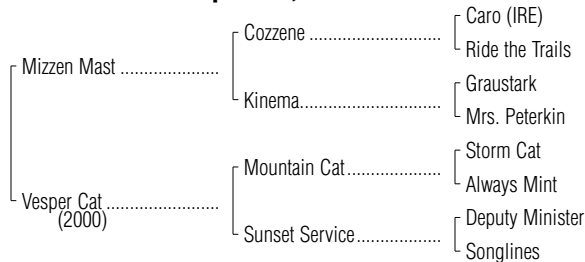 Caro (IRE)
Cozzene ..............................
Ride the Trails
Mizzen Mast ......................
Graustark
Kinema................................
Mrs. Peterkin
Storm Cat
Mountain Cat.....................
Always Mint
Vesper Cat .........................
(2000)
Deputy Minister
Sunset Service...................
Songlines